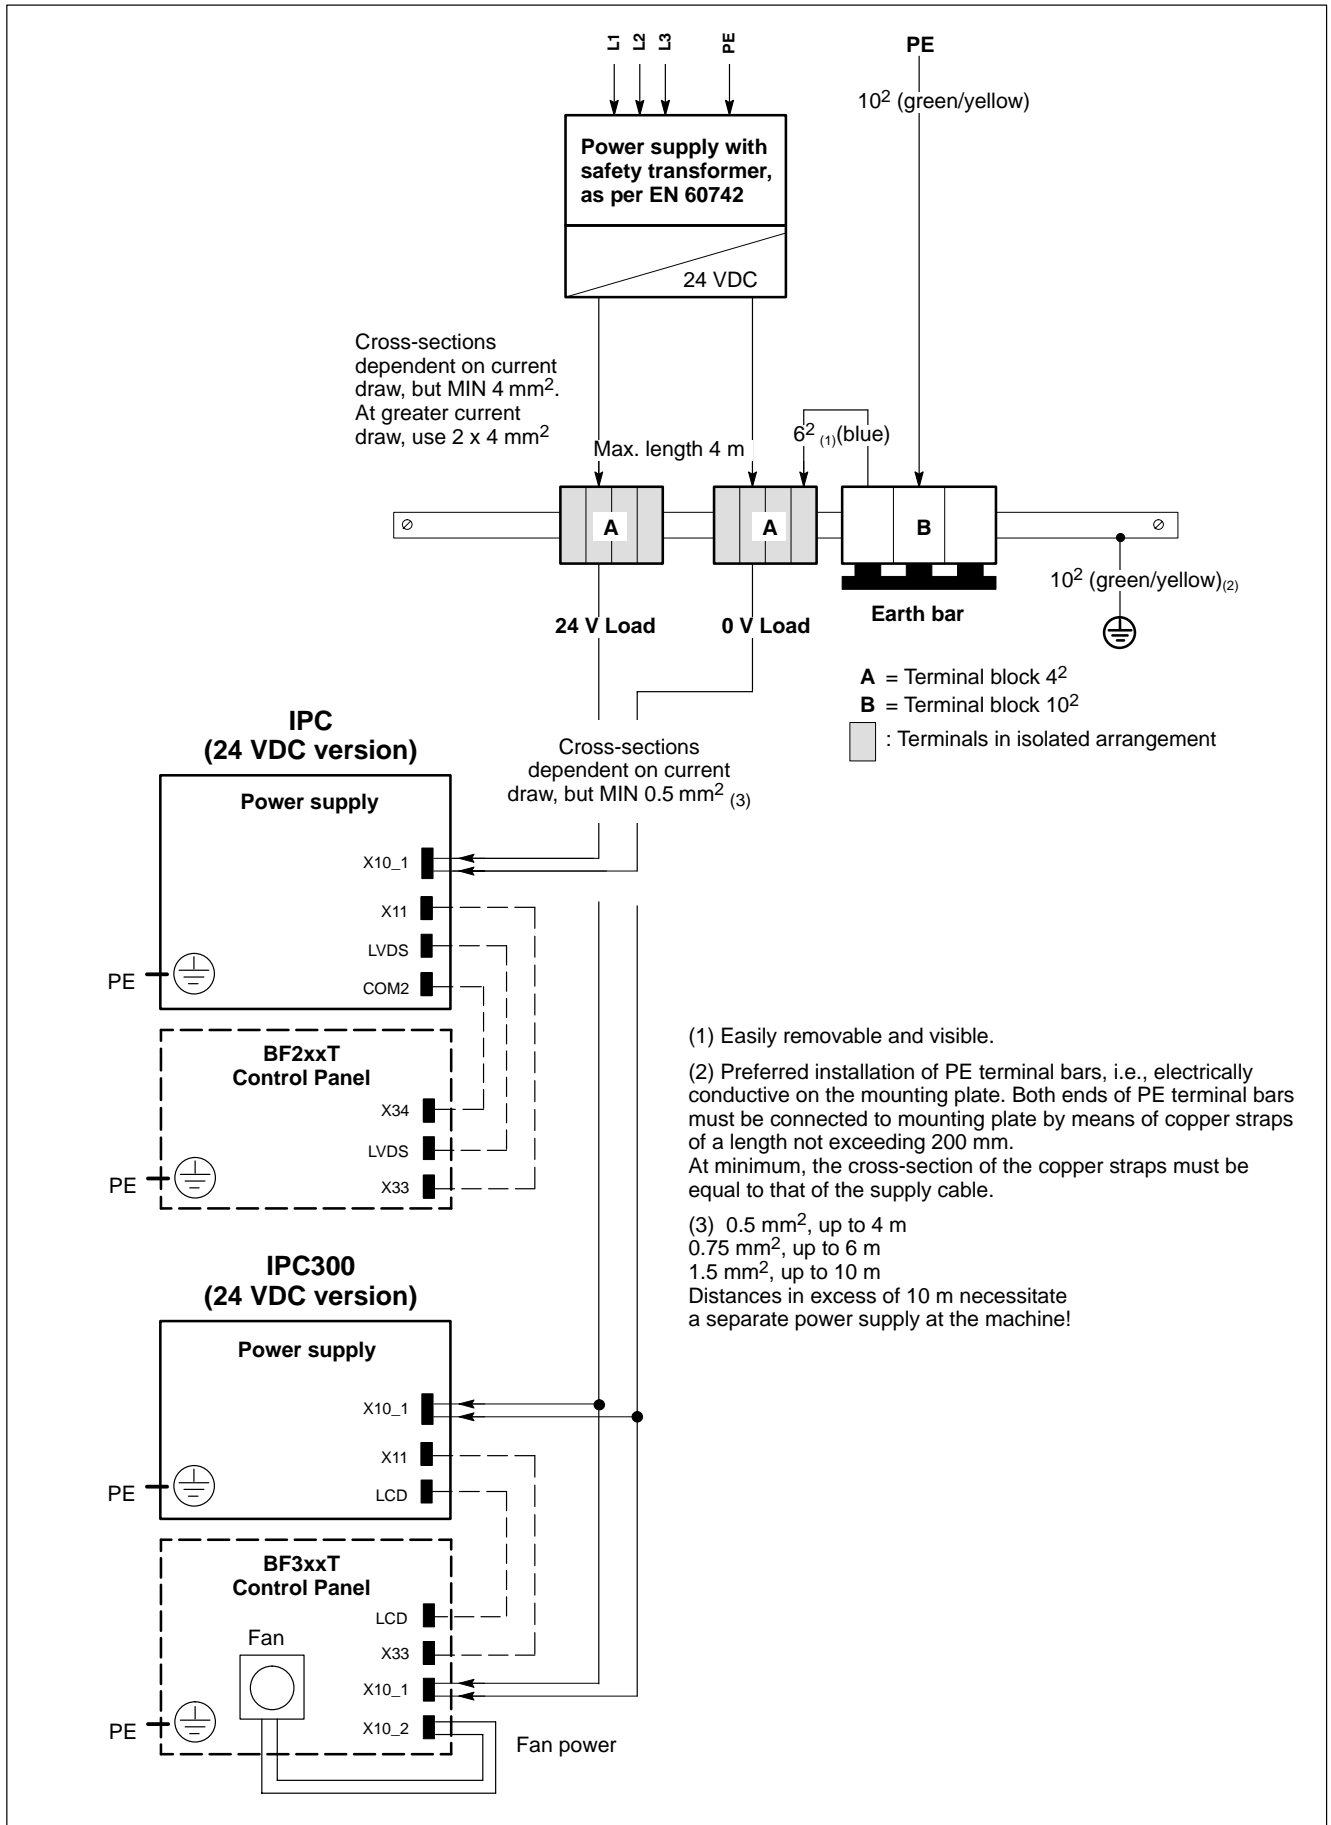 L1 L2 L3 PE
PE
10² (green/yellow)
Power supply with
safety transformer,
as per EN 60742
24 VDC
Cross-sections
dependent on current
draw, but MIN 4 mm².
At greater current
draw, use 2 x 4 mm²
Max. length 4 m
6² (1)(blue)
A
A
B
10² (green/yellow)(2)
Earth bar
24 V Load
0 V Load
A = Terminal block 4²
B = Terminal block 10²
: Terminals in isolated arrangement
IPC
(24 VDC version)
Cross-sections
dependent on current
draw, but MIN 0.5 mm² (3)
Power supply
X10_1
X11
LVDS
COM2
PE
BF2xxT
Control Panel
X34
LVDS
X33
PE
(1) Easily removable and visible.
(2) Preferred installation of PE terminal bars, i.e., electrically
conductive on the mounting plate. Both ends of PE terminal bars
must be connected to mounting plate by means of copper straps
of a length not exceeding 200 mm.
At minimum, the cross-section of the copper straps must be
equal to that of the supply cable.
(3) 0.5 mm², up to 4 m
0.75 mm², up to 6 m
1.5 mm², up to 10 m
Distances in excess of 10 m necessitate
a separate power supply at the machine!
IPC300
(24 VDC version)
Power supply
X10_1
X11
LCD
PE
BF3xxT
Control Panel
LCD
Fan
X33
X10_1
X10_2
PE
Fan power